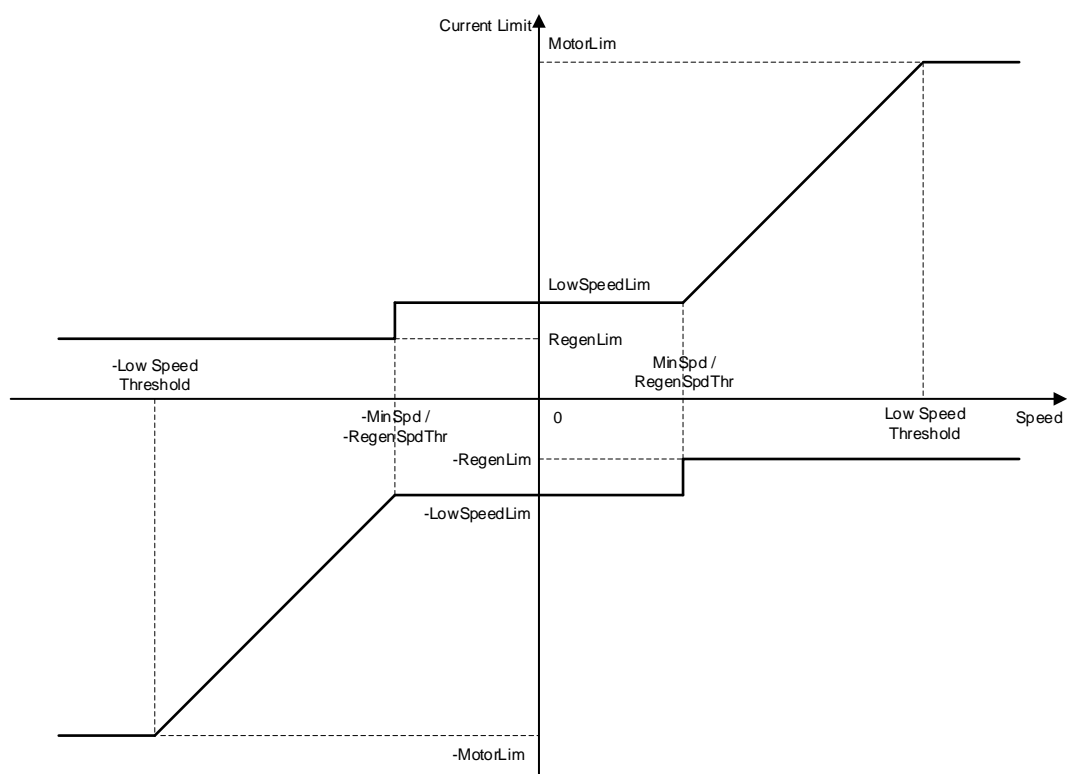 Current Limit
MotorLim
LowSpeedLim
RegenLim
-Low Speed
Threshold
MinSpd /
RegenSpdThr
-MinSpd /
-RegenSpdThr
0
Low Speed
Threshold
Speed
-RegenLim
-LowSpeedLim
-MotorLim